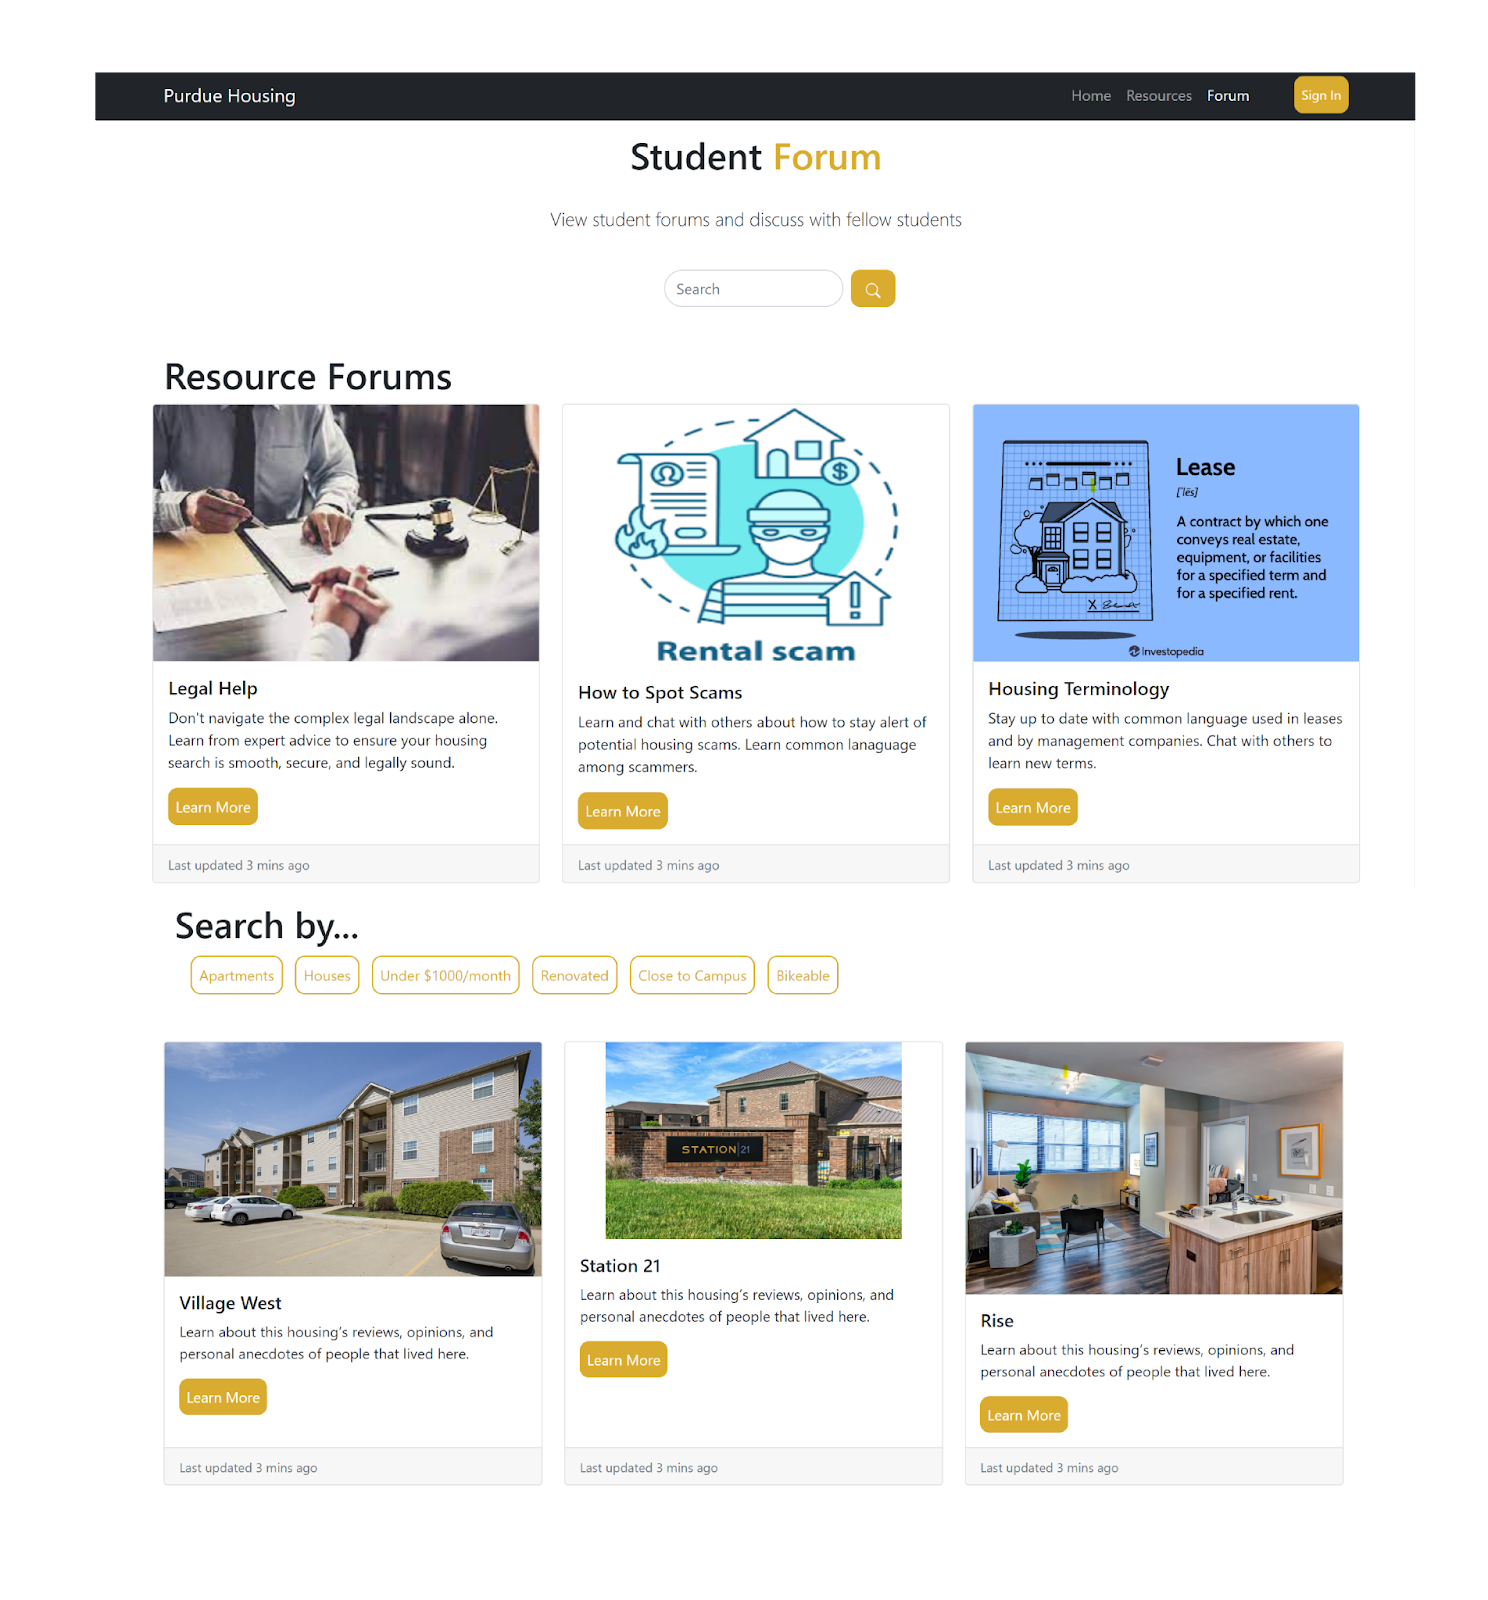 Purdue Housing
Home Resources Forum Sign In
Student Forum
View student forums and discuss with fellow students
Search
Resource Forums
Rental scam
Lease
['lēs]
A contract by which one
conveys real estate,
equipment, or facilities
for a specified term and
for a specified rent.
X
Investopedia
Legal Help
Don't navigate the complex legal landscape alone.
Learn from expert advice to ensure your housing
search is smooth, secure, and legally sound.
Learn More
Last updated 3 mins ago
How to Spot Scams
Learn and chat with others about how to stay alert of
potential housing scams. Learn common lanaguage
among scammers.
Learn More
Last updated 3 mins ago
Housing Terminology
Stay up to date with common language used in leases
and by management companies. Chat with others to
learn new terms.
Learn More
Last updated 3 mins ago
Search by...
Apartments Houses Under $1000/month Renovated Close to Campus Bikeable
STATION|21
Village West
Learn about this housing’s reviews, opinions, and
personal anecdotes of people that lived here.
Learn More
Last updated 3 mins ago
Station 21
Learn about this housing’s reviews, opinions, and
personal anecdotes of people that lived here.
Learn More
Last updated 3 mins ago
Rise
Learn about this housing’s reviews, opinions, and
personal anecdotes of people that lived here.
Learn More
Last updated 3 mins ago